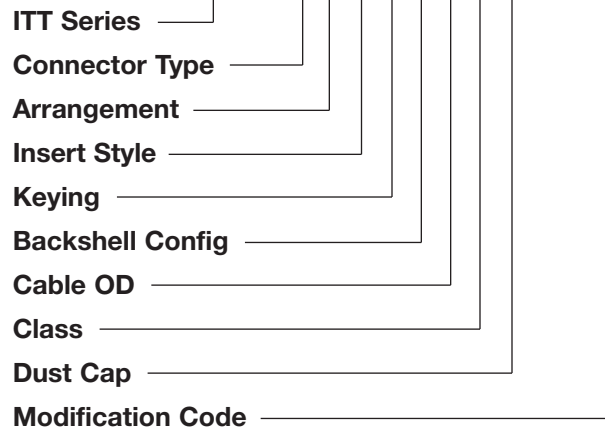 ITT Series
Connector Type
Arrangement
Insert Style
Keying
Backshell Config
Cable OD
Class
Dust Cap
Modification Code